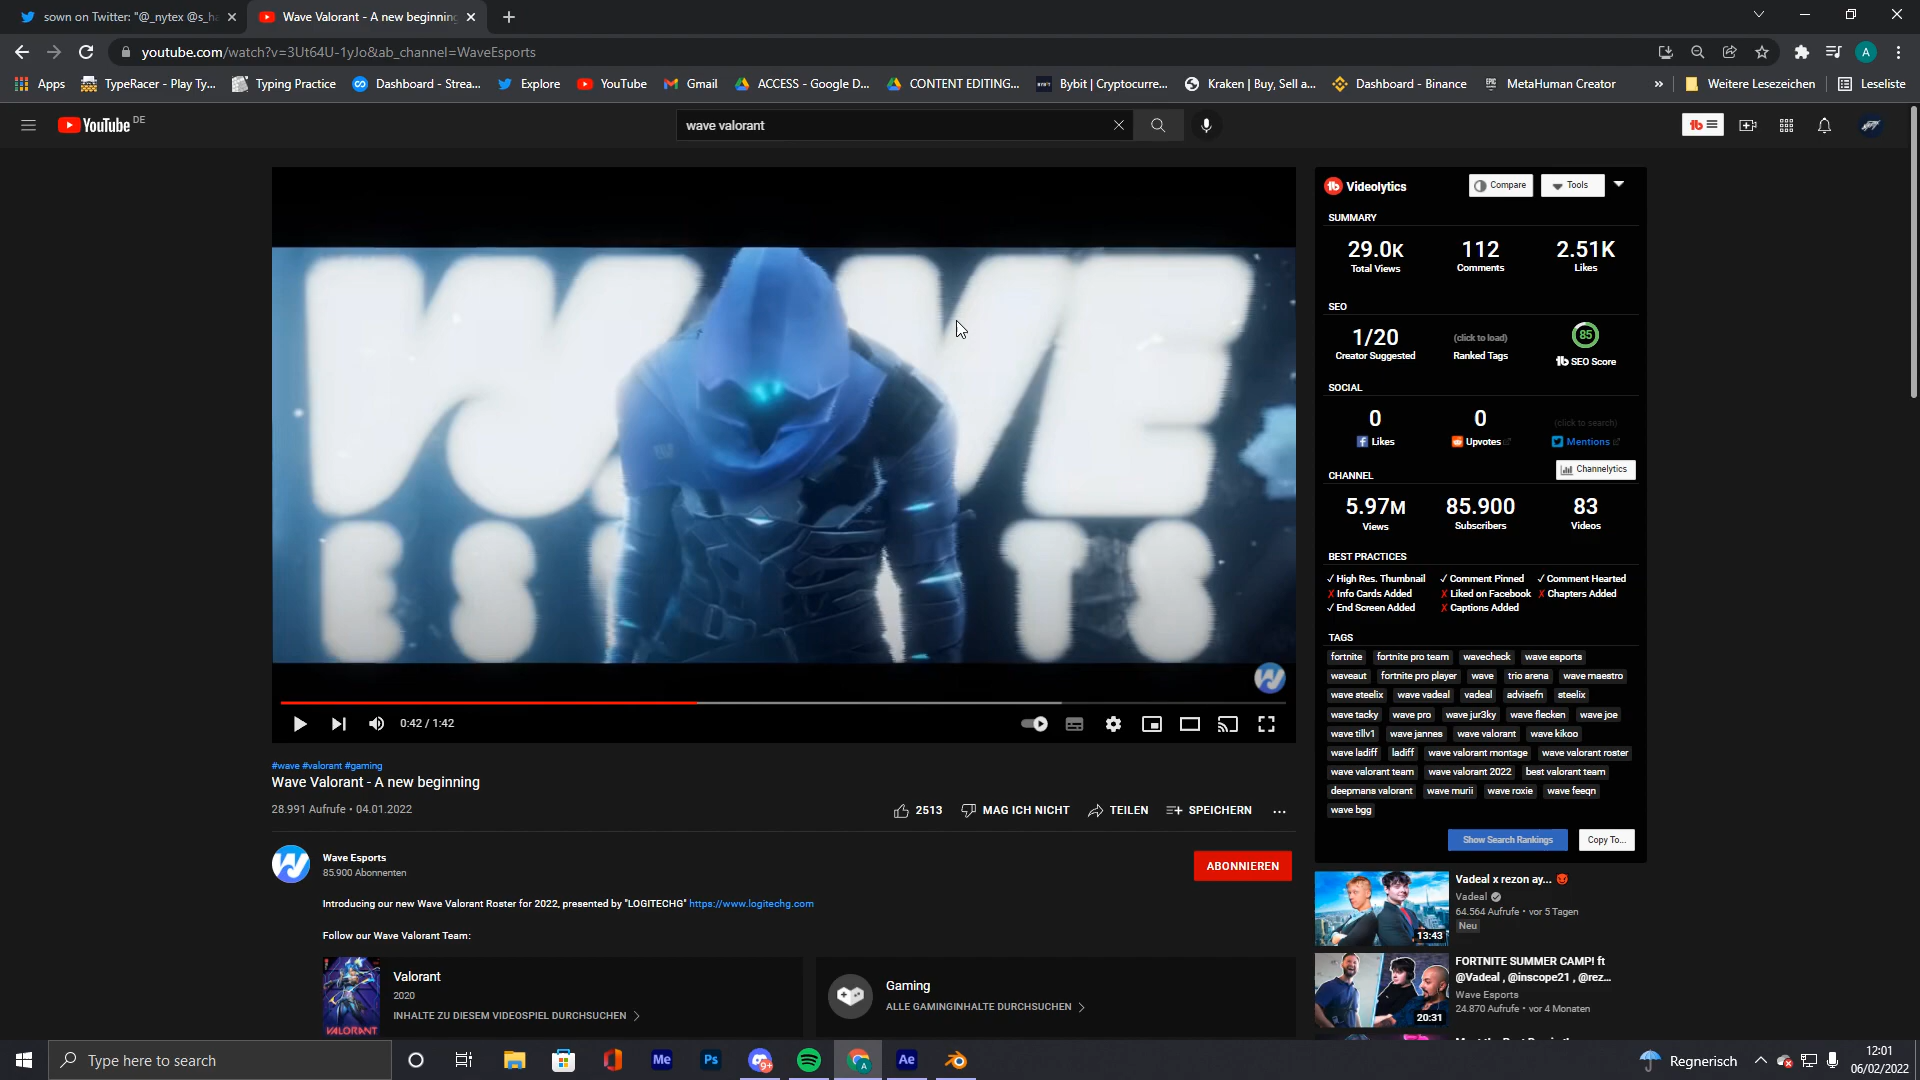 sown on Twitter: "@_nytex @s_ha
Wave Valorant - A new beginning
youtube.com/watch?v=3Ut64U-1yJo&ab_channel=WaveEsports
A
Apps
TypeRacer - Play Ty...
Typing Practice
Dashboard - Strea...
Explore
YouTube
Gmail
ACCESS - Google D...
CONTENT EDITING...
Bybit | Cryptocurre...
Kraken | Buy, Sell a...
Dashboard - Binance
MetaHuman Creator
»
Weitere Lesezeichen
Leseliste
YouTube DE
wave valorant
WAVE
ESPORTS
0:42 / 1:42
#wave #valorant #gaming
Wave Valorant - A new beginning
28.991 Aufrufe • 04.01.2022
2513
MAG ICH NICHT
TEILEN
SPEICHERN
...
Wave Esports
85.900 Abonnenten
ABONNIEREN
Introducing our new Wave Valorant Roster for 2022, presented by "LOGITECHG" https://www.logitechg.com
Follow our Wave Valorant Team:
VALORANT
Valorant
2020
INHALTE ZU DIESEM VIDEOSPIEL DURCHSUCHEN
Gaming
ALLE GAMINGINHALTE DURCHSUCHEN
Videolytics
Compare
Tools
SUMMARY
29.0K 112 2.51K
Total Views Comments Likes
SEO
1/20 (click to load) 85
Creator Suggested Ranked Tags SEO Score
SOCIAL
0 0 (click to search)
Likes Upvotes Mentions
CHANNEL
Channelytics
5.97M 85.900 83
Views Subscribers Videos
BEST PRACTICES
✓ High Res. Thumbnail ✓ Comment Pinned ✓ Comment Hearted
✗ Info Cards Added ✗ Liked on Facebook ✗ Chapters Added
✓ End Screen Added ✗ Captions Added
TAGS
fortnite fortnite pro team wavecheck wave esports
waveaut fortnite pro player wave trio arena wave maestro
wave steelix wave vadeal vadeal advisefn steelix
wave tacky wave pro wave jur3ky wave flecken wave joe
wave tillv1 wave jannes wave valorant wave kikoo
wave ladiff ladiff wave valorant montage wave valorant roster
wave valorant team wave valorant 2022 best valorant team
deepmans valorant wave murii wave roxie wave feeqn
wave bgg
Show Search Rankings
Copy To...
13:43
Vadeal x rezon ay...
Vadeal
64.564 Aufrufe • vor 5 Tagen
Neu
20:31
FORTNITE SUMMER CAMP! ft
@Vadeal , @inscope21 , @rez...
Wave Esports
24.870 Aufrufe • vor 4 Monaten
Type here to search
Me
Ps
9+
A
Ae
Regnerisch
12:01
06/02/2022